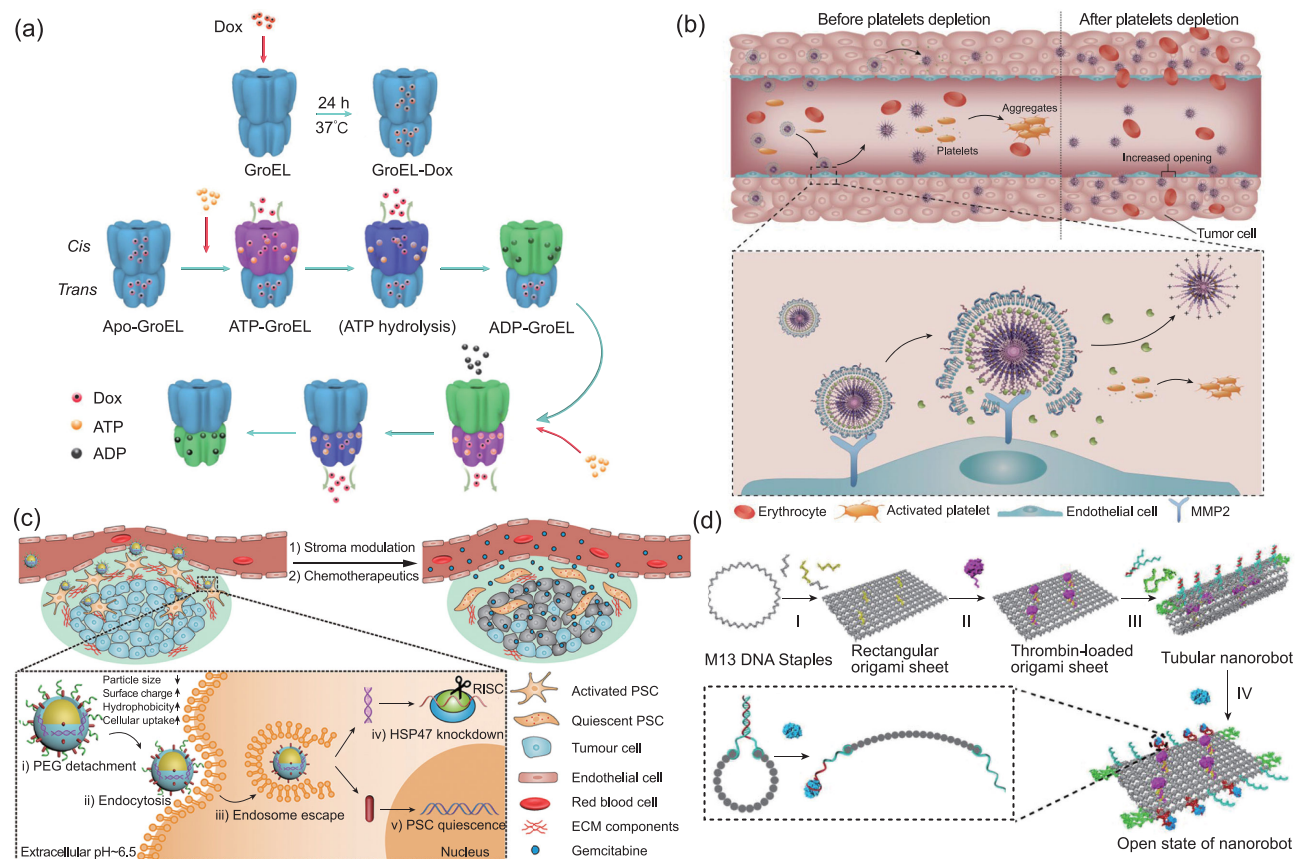 (a)
Dox
24 h
37°C
GroEL
GroEL-Dox
Cis
Trans
Apo-GroEL
ATP-GroEL
(ATP hydrolysis)
ADP-GroEL
Dox
ATP
ADP
(b)
Before platelets depletion
After platelets depletion
Aggregates
Platelets
Increased opening
Tumor cell
Erythrocyte
Activated platelet
Endothelial cell
MMP2
(c)
1) Stroma modulation
2) Chemotherapeutics
Particle size
Surface charge
Hydrophobicity
Cellular uptake
i) PEG detachment
ii) Endocytosis
iii) Endosome escape
RISC
iv) HSP47 knockdown
v) PSC quiescence
Extracellular pH~6.5
Nucleus
Activated PSC
Quiescent PSC
Tumour cell
Endothelial cell
Red blood cell
ECM components
Gemcitabine
(d)
I
II
III
M13 DNA Staples
Rectangular
origami sheet
Thrombin-loaded
origami sheet
Tubular nanorobot
IV
Open state of nanorobot